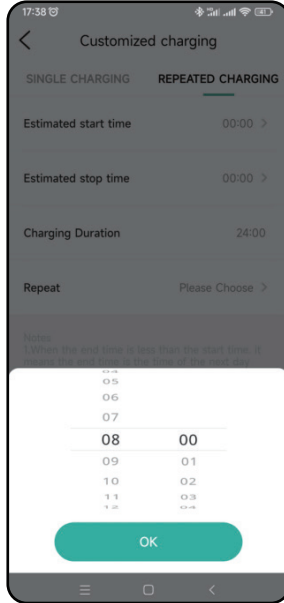 17:38
Customized charging
SINGLE CHARGING REPEATED CHARGING
Estimated start time 00:00 >
Estimated stop time 00:00 >
Charging Duration 24:00
Repeat Please Choose >
Notes
1.When the end time is less than the start time, it
means the end time is the time of the next day
04
05
06
07
08 00
09 01
10 02
11 03
12 04
OK